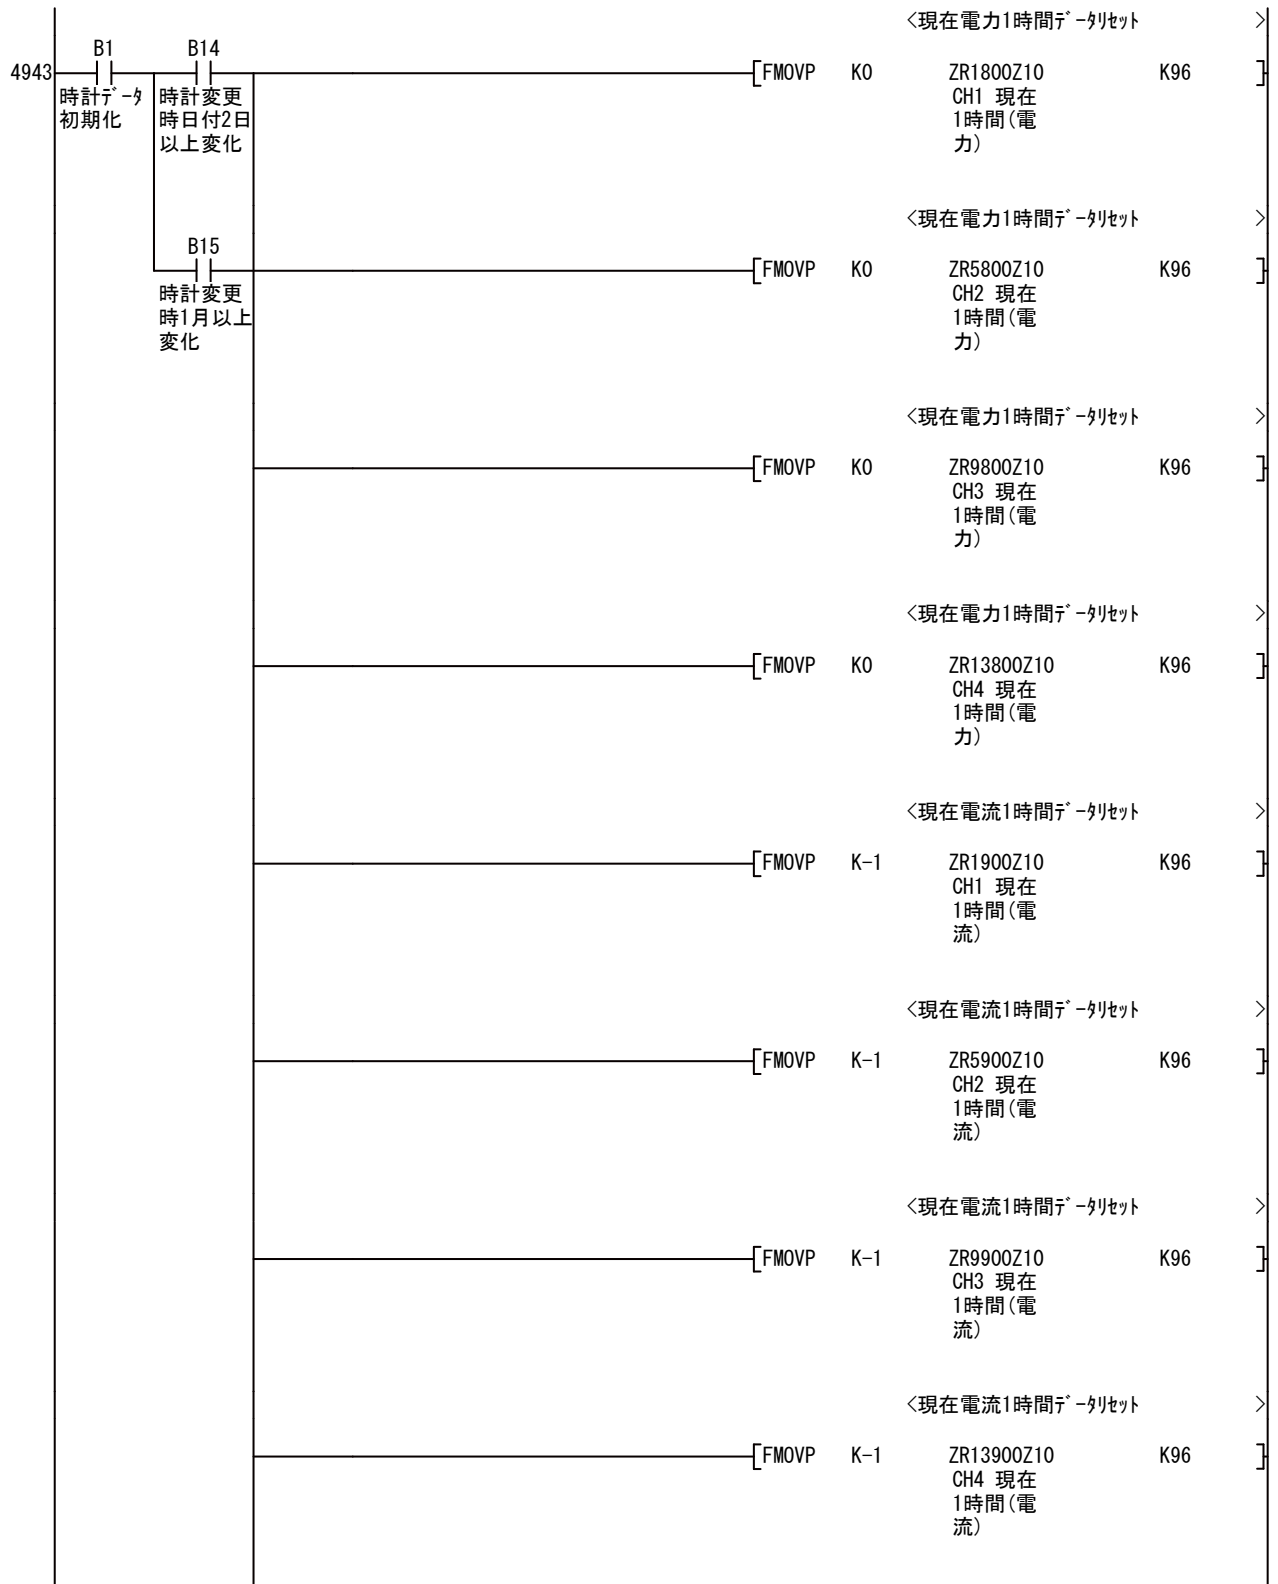 <現在電力1時間ﾃﾞｰﾀﾘｾｯﾄ >
B1 B14
4943 [FMOVP K0 ZR1800Z10 K96 ]
時計ﾃﾞｰﾀ 時計変更 CH1 現在
初期化 時日付2日 1時間(電
以上変化 力)
<現在電力1時間ﾃﾞｰﾀﾘｾｯﾄ >
B15
[FMOVP K0 ZR5800Z10 K96 ]
時計変更 CH2 現在
時1月以上 1時間(電
変化 力)
<現在電力1時間ﾃﾞｰﾀﾘｾｯﾄ >
[FMOVP K0 ZR9800Z10 K96 ]
CH3 現在
1時間(電
力)
<現在電力1時間ﾃﾞｰﾀﾘｾｯﾄ >
[FMOVP K0 ZR13800Z10 K96 ]
CH4 現在
1時間(電
力)
<現在電流1時間ﾃﾞｰﾀﾘｾｯﾄ >
[FMOVP K-1 ZR1900Z10 K96 ]
CH1 現在
1時間(電
流)
<現在電流1時間ﾃﾞｰﾀﾘｾｯﾄ >
[FMOVP K-1 ZR5900Z10 K96 ]
CH2 現在
1時間(電
流)
<現在電流1時間ﾃﾞｰﾀﾘｾｯﾄ >
[FMOVP K-1 ZR9900Z10 K96 ]
CH3 現在
1時間(電
流)
<現在電流1時間ﾃﾞｰﾀﾘｾｯﾄ >
[FMOVP K-1 ZR13900Z10 K96 ]
CH4 現在
1時間(電
流)